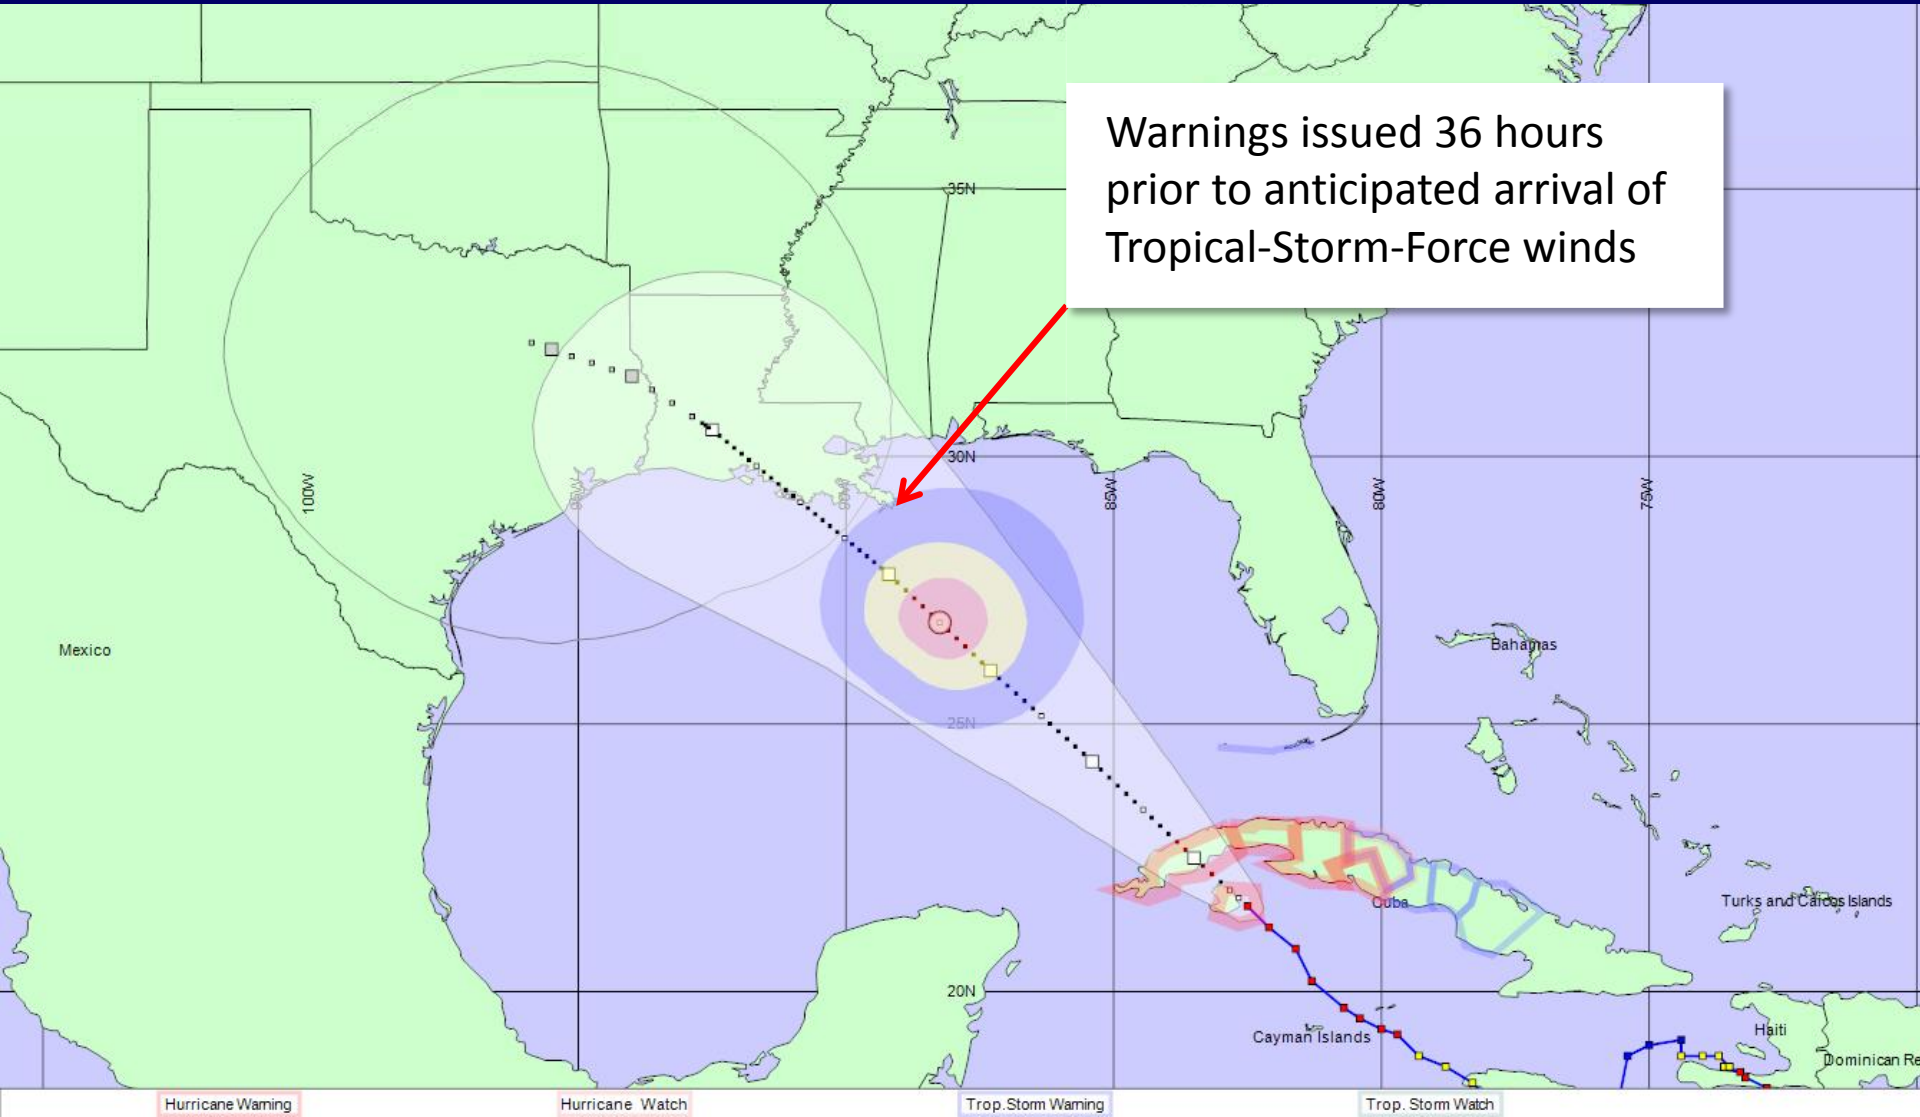 Warnings issued 36 hours
prior to anticipated arrival of
Tropical-Storm-Force winds
35N
30N
100W
95W
90W
85W
80W
75W
Mexico
Bahamas
25N
Cuba
Turks and Caicos Islands
20N
Cayman Islands
Haiti
Dominican Re
Hurricane Warning
Hurricane Watch
Trop. Storm Warning
Trop. Storm Watch